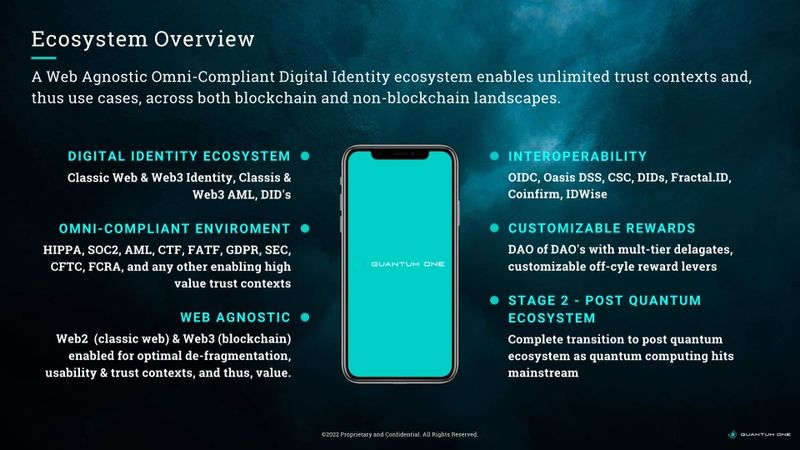 Ecosystem Overview
A Web Agnostic Omni-Compliant Digital Identity ecosystem enables unlimited trust contexts and,
thus use cases, across both blockchain and non-blockchain landscapes.
DIGITAL IDENTITY ECOSYSTEM
Classic Web & Web3 Identity, Classis &
Web3 AML, DID's
OMNI-COMPLIANT ENVIROMENT
HIPPA, SOC2, AML, CTF, FATF, GDPR, SEC,
CFTC, FCRA, and any other enabling high
value trust contexts
WEB AGNOSTIC
Web2 (classic web) & Web3 (blockchain)
enabled for optimal de-fragmentation,
usability & trust contexts, and thus, value.
QUANTUM ONE
INTEROPERABILITY
OIDC, Oasis DSS, CSC, DIDs, Fractal.ID,
Coinfirm, IDWise
CUSTOMIZABLE REWARDS
DAO of DAO's with mult-tier delagates,
customizable off-cyle reward levers
STAGE 2 - POST QUANTUM
ECOSYSTEM
Complete transition to post quantum
ecosystem as quantum computing hits
mainstream
©2022 Proprietary and Confidential. All Rights Reserved.
QUANTUM ONE